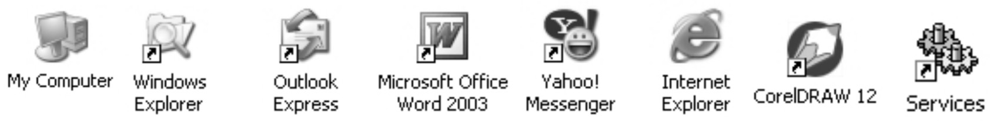 My Computer
Windows
Explorer
Outlook
Express
W
Microsoft Office
Word 2003
Y!
Yahoo!
Messenger
e
Internet
Explorer
CorelDRAW 12
Services